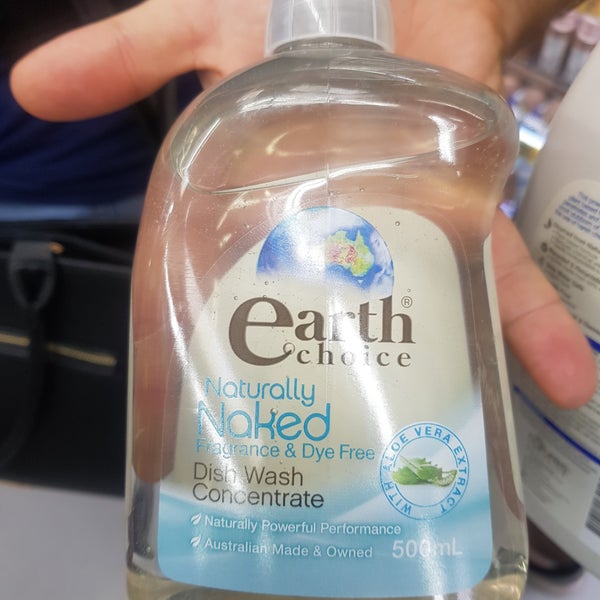 earth®
choice
Naturally
Naked
Fragrance & Dye Free
Dish Wash
Concentrate
WITH ALOE VERA EXTRACT
Naturally Powerful Performance
Australian Made & Owned
500mL